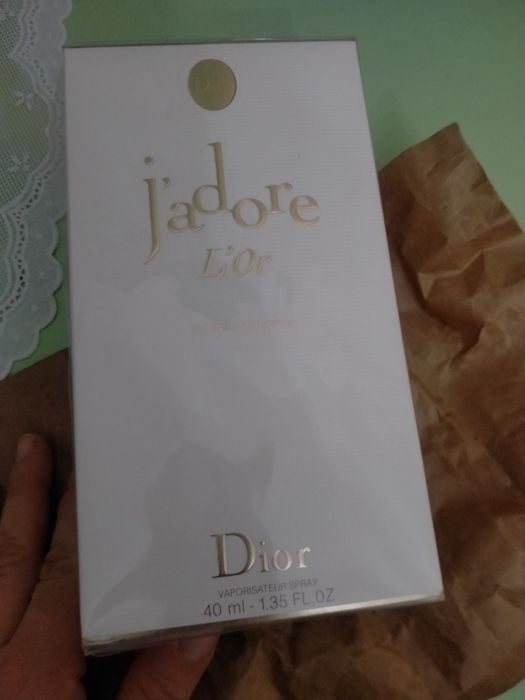 j'adore
L'Or
Dior
VAPORISATEUR SPRAY
40 ml - 1.35 FL.OZ